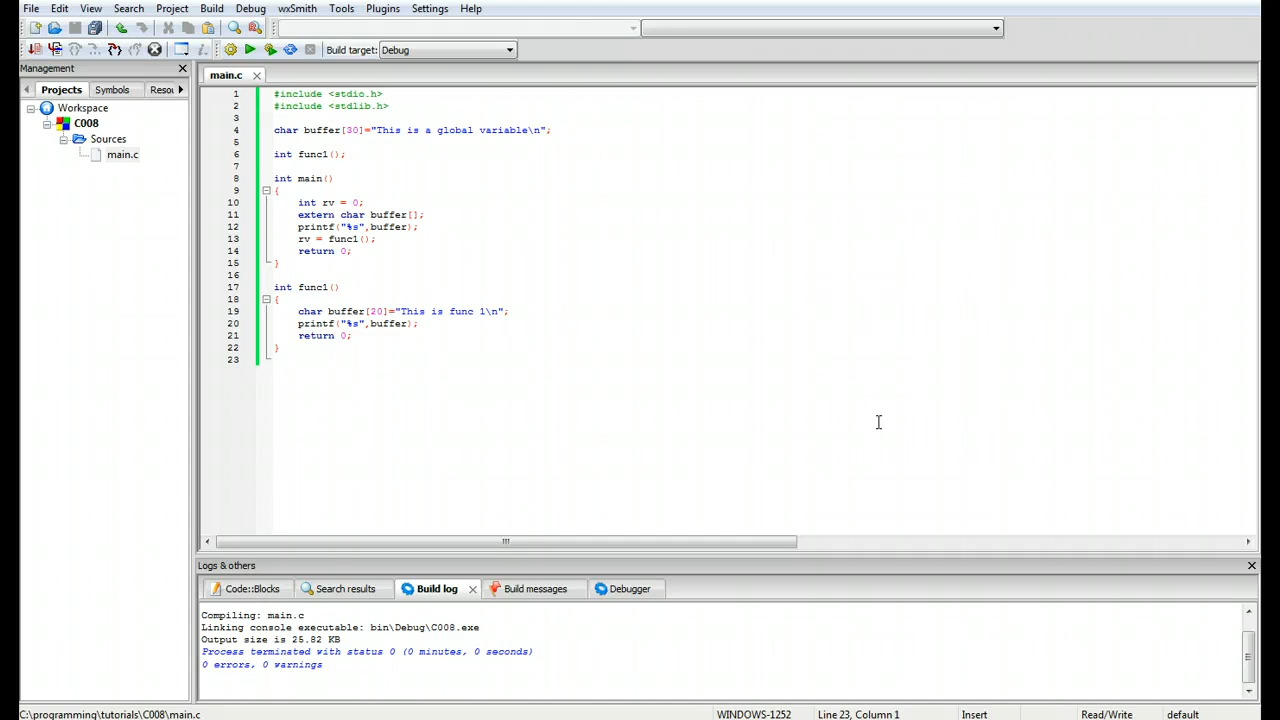 File Edit View Search Project Build Debug wxSmith Tools Plugins Settings Help
Build target: Debug
Management
Projects Symbols Resou
Workspace
C008
Sources
main.c
main.c
1 #include <stdio.h>
2 #include <stdlib.h>
3
4 char buffer[30]="This is a global variable\n";
5
6 int func1();
7
8 int main()
9 {
10 int rv = 0;
11 extern char buffer[];
12 printf("%s",buffer);
13 rv = func1();
14 return 0;
15 }
16
17 int func1()
18 {
19 char buffer[20]="This is func 1\n";
20 printf("%s",buffer);
21 return 0;
22 }
23
Logs & others
Code::Blocks Search results Build log Build messages Debugger
Compiling: main.c
Linking console executable: bin\Debug\C008.exe
Output size is 25.82 KB
Process terminated with status 0 (0 minutes, 0 seconds)
0 errors, 0 warnings
C:\programming\tutorials\C008\main.c WINDOWS-1252 Line 23, Column 1 Insert Read/Write default